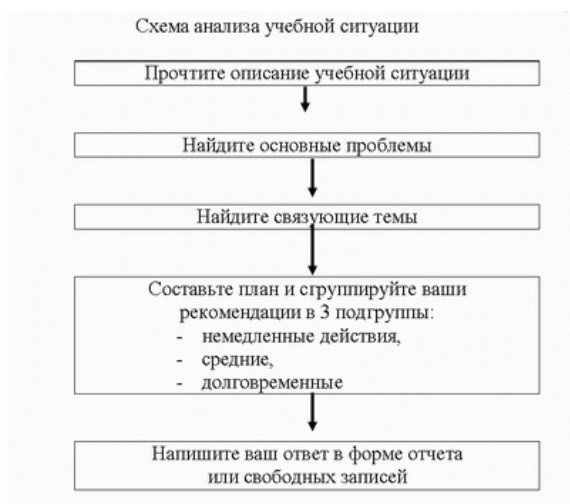 Схема анализа учебной ситуации
Прочтите описание учебной ситуации
Найдите основные проблемы
Найдите связующие темы
Составьте план и сгруппируйте ваши
рекомендации в 3 подгруппы:
- немедленные действия,
- средние,
- долговременные
Напишите ваш ответ в форме отчета
или свободных записей